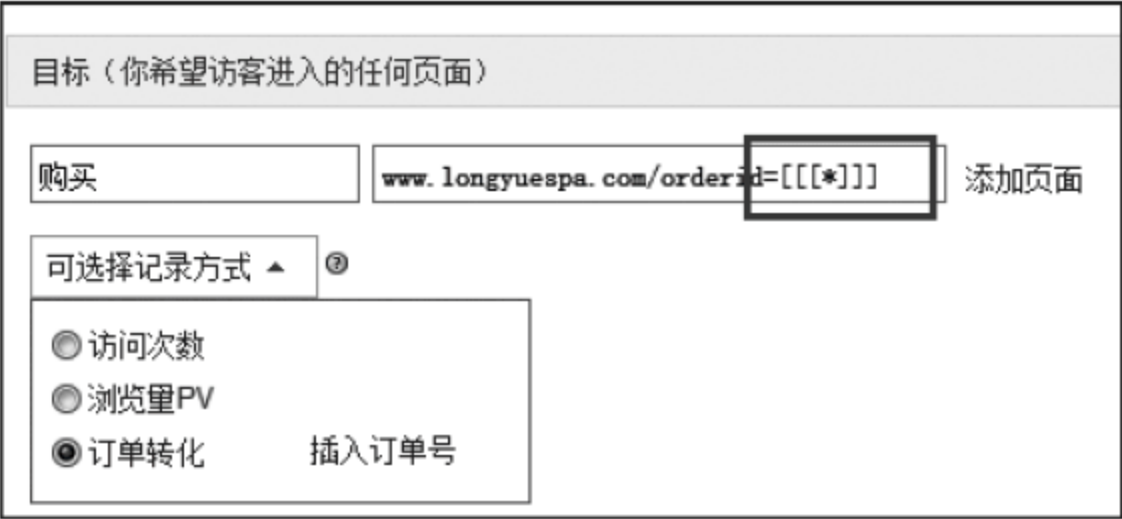 目标（你希望访客进入的任何页面）
购买 www.longyuespa.com/orderid=[[[*]]] 添加页面
可选择记录方式 ▲ ?
访问次数
浏览量PV
订单转化 插入订单号